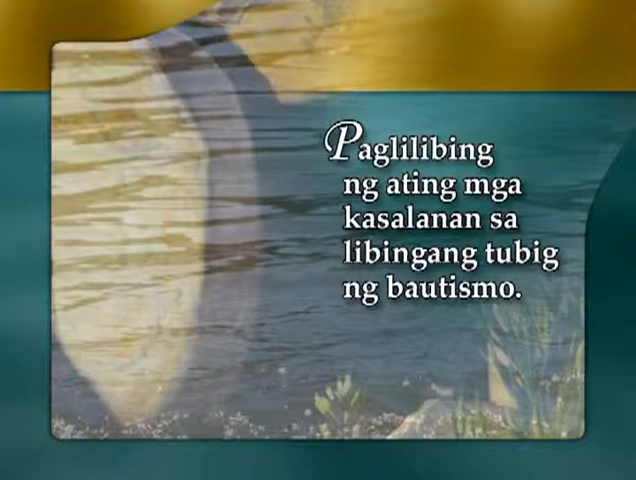 Paglilibing
ng ating mga
kasalanan sa
libingang tubig
ng bautismo.